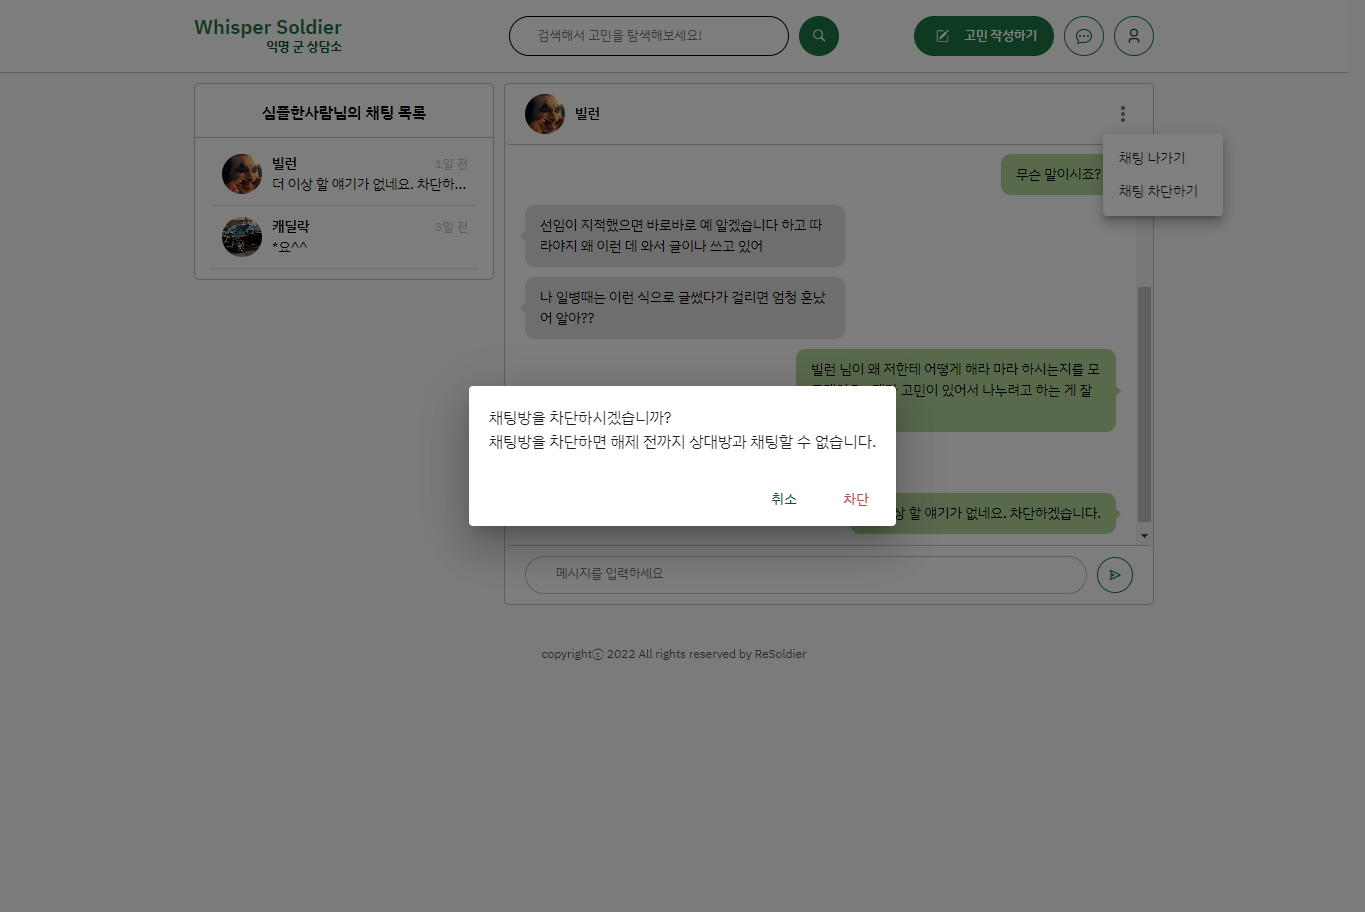 Whisper Soldier
익명 군 상담소
검색해서 고민을 탐색해보세요!
고민 작성하기
심플한사람님의 채팅 목록
빌런
1일 전
더 이상 할 얘기가 없네요. 차단하...
캐딜락
3일 전
*요^^
빌런
채팅 나가기
채팅 차단하기
무슨 말이시죠?
선임이 지적했으면 바로바로 예 알겠습니다 하고 따
라야지 왜 이런 데 와서 글이나 쓰고 있어
나 일병때는 이런 식으로 글썼다가 걸리면 엄청 혼났
어 알아??
빌런 님이 왜 저한테 어떻게 해라 마라 하시는지를 모
고민이 있어서 나누려고 하는 게 잘
채팅방을 차단하시겠습니까?
채팅방을 차단하면 해제 전까지 상대방과 채팅할 수 없습니다.
취소
차단
할 얘기가 없네요. 차단하겠습니다.
메시지를 입력하세요
copyrightⓒ 2022 All rights reserved by ReSoldier